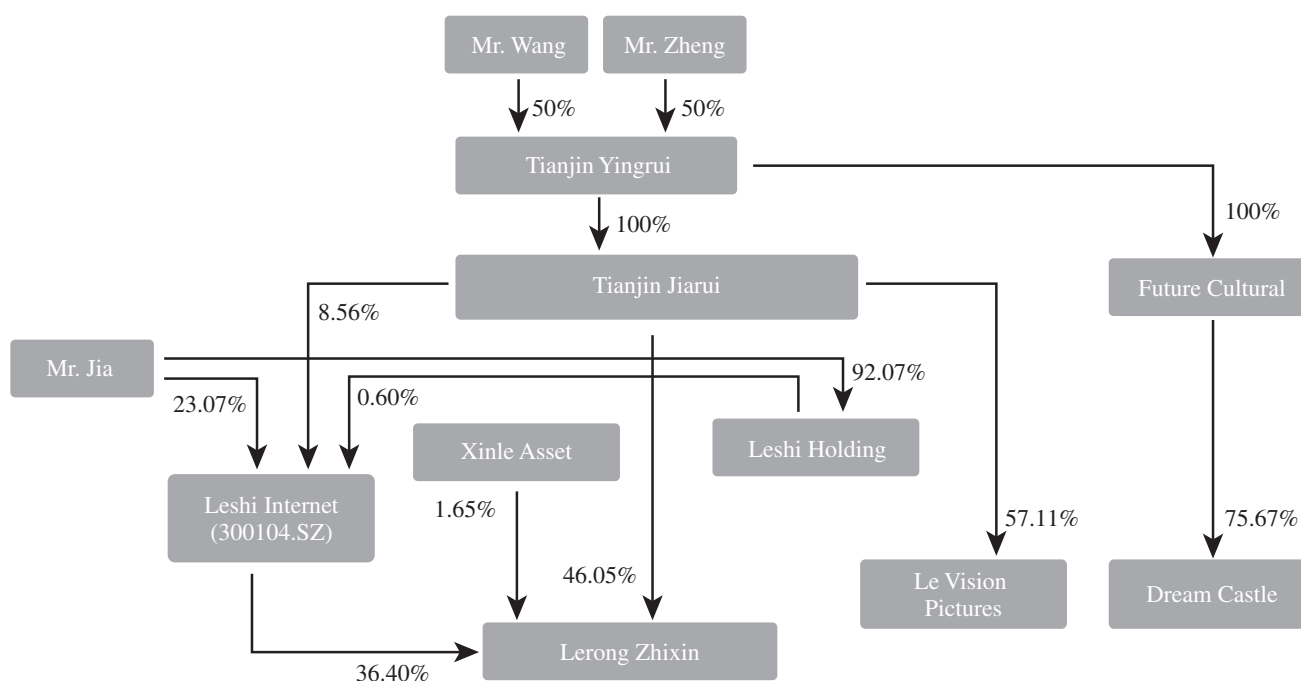 Mr. Wang
Mr. Zheng
50%
50%
Tianjin Yingrui
100%
100%
Tianjin Jiarui
Future Cultural
8.56%
Mr. Jia
92.07%
23.07%
0.60%
Xinle Asset
Leshi Holding
Leshi Internet
(300104.SZ)
1.65%
57.11%
75.67%
46.05%
Le Vision
Pictures
Dream Castle
Lerong Zhixin
36.40%